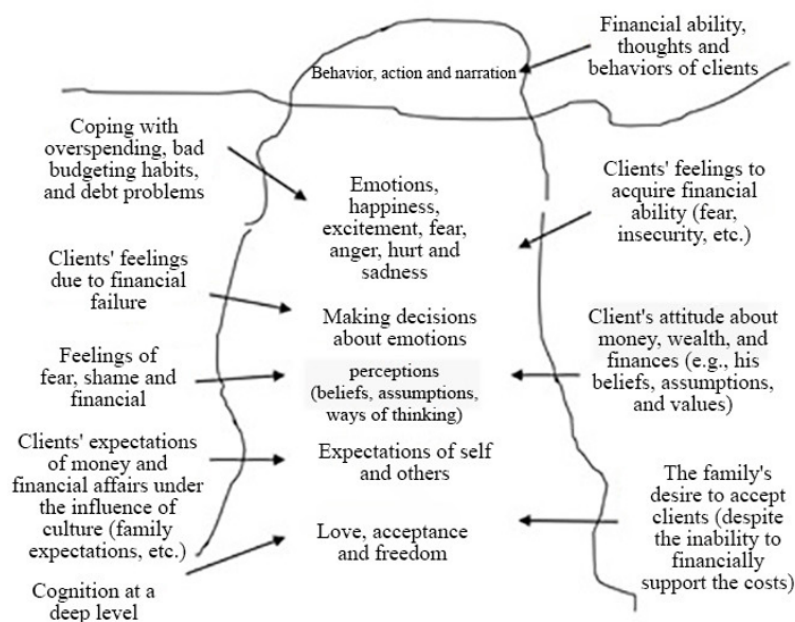 Financial ability,
thoughts and
behaviors of clients
Behavior, action and narration
Coping with
overspending, bad
budgeting habits,
and debt problems
Emotions,
happiness,
excitement, fear,
anger, hurt and
sadness
Clients' feelings to
acquire financial
ability (fear,
insecurity, etc.)
Clients' feelings
due to financial
failure
Making decisions
about emotions
Client's attitude about
money, wealth, and
finances (e.g., his
beliefs, assumptions,
and values)
Feelings of
fear, shame and
financial
perceptions
(beliefs, assumptions,
ways of thinking)
Clients' expectations
of money and
financial affairs under
the influence of
culture (family
expectations, etc.)
Expectations of self
and others
The family's
desire to accept
clients (despite
the inability to
financially
support the costs)
Love, acceptance
and freedom
Cognition at a
deep level